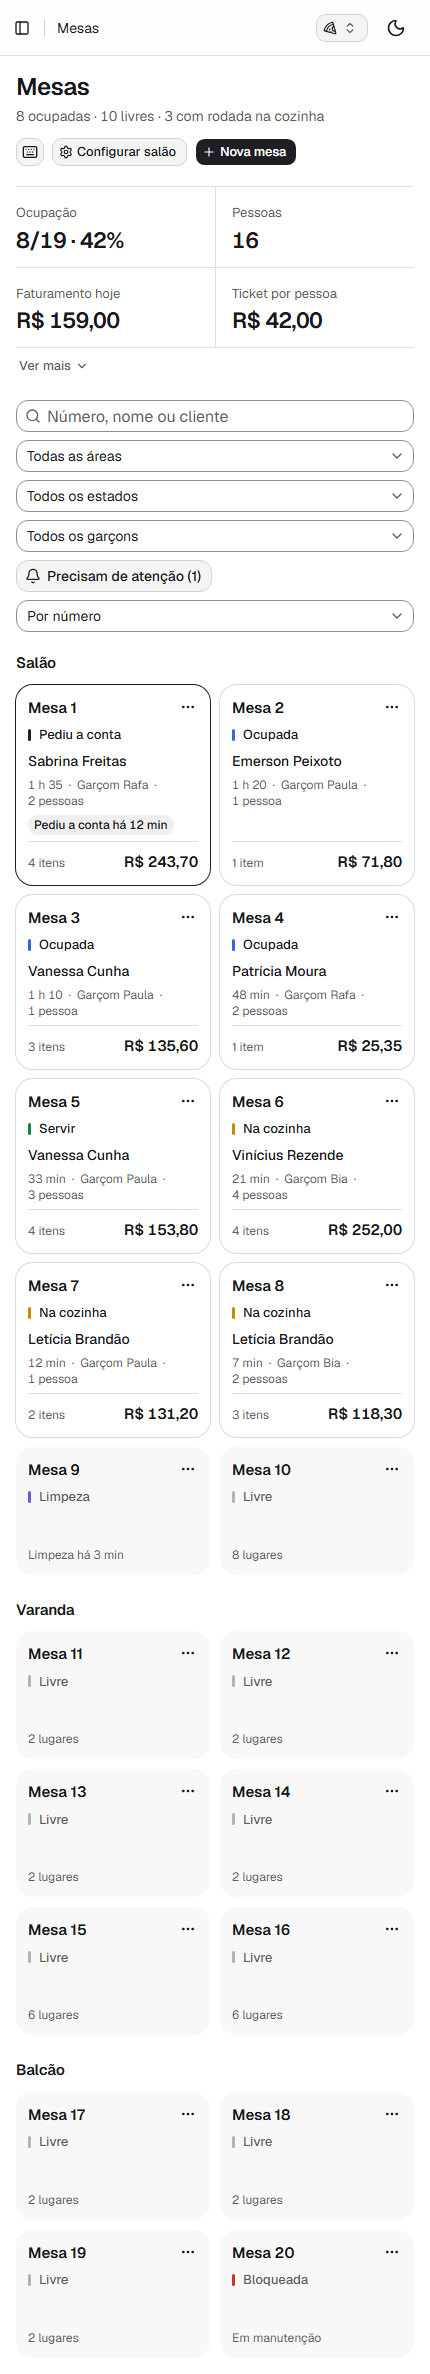 Mesas
Mesas
8 ocupadas · 10 livres · 3 com rodada na cozinha
Configurar salão
Nova mesa
Ocupação
8/19 · 42%
Pessoas
16
Faturamento hoje
R$ 159,00
Ticket por pessoa
R$ 42,00
Ver mais
Número, nome ou cliente
Todas as áreas
Todos os estados
Todos os garçons
Precisam de atenção (1)
Por número
Salão
Mesa 1
Pediu a conta
Sabrina Freitas
1 h 35 · Garçom Rafa ·
2 pessoas
Pediu a conta há 12 min
4 itens
R$ 243,70
Mesa 2
Ocupada
Emerson Peixoto
1 h 20 · Garçom Paula ·
1 pessoa
1 item
R$ 71,80
Mesa 3
Ocupada
Vanessa Cunha
1 h 10 · Garçom Paula ·
1 pessoa
3 itens
R$ 135,60
Mesa 4
Ocupada
Patrícia Moura
48 min · Garçom Rafa ·
2 pessoas
1 item
R$ 25,35
Mesa 5
Servir
Vanessa Cunha
33 min · Garçom Paula ·
3 pessoas
4 itens
R$ 153,80
Mesa 6
Na cozinha
Vinícius Rezende
21 min · Garçom Bia ·
4 pessoas
4 itens
R$ 252,00
Mesa 7
Na cozinha
Letícia Brandão
12 min · Garçom Paula ·
1 pessoa
2 itens
R$ 131,20
Mesa 8
Na cozinha
Letícia Brandão
7 min · Garçom Bia ·
2 pessoas
3 itens
R$ 118,30
Mesa 9
Limpeza
Limpeza há 3 min
Mesa 10
Livre
8 lugares
Varanda
Mesa 11
Livre
2 lugares
Mesa 12
Livre
2 lugares
Mesa 13
Livre
2 lugares
Mesa 14
Livre
2 lugares
Mesa 15
Livre
6 lugares
Mesa 16
Livre
6 lugares
Balcão
Mesa 17
Livre
2 lugares
Mesa 18
Livre
2 lugares
Mesa 19
Livre
2 lugares
Mesa 20
Bloqueada
Em manutenção